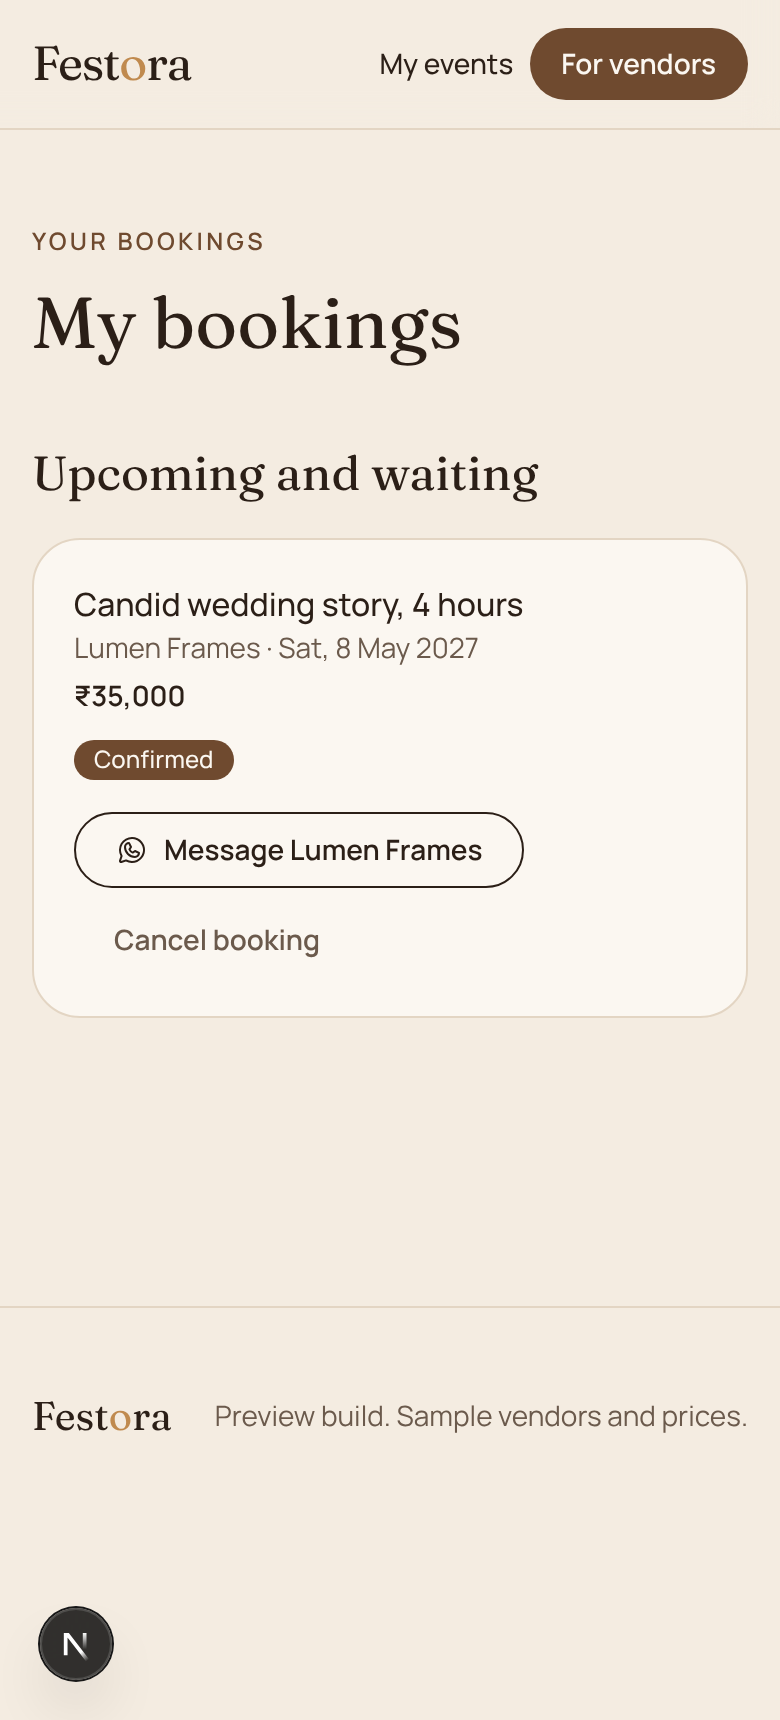 Festora
My events
For vendors
YOUR BOOKINGS
My bookings
Upcoming and waiting
Candid wedding story, 4 hours
Lumen Frames · Sat, 8 May 2027
₹35,000
Confirmed
Message Lumen Frames
Cancel booking
Festora
Preview build. Sample vendors and prices.
N